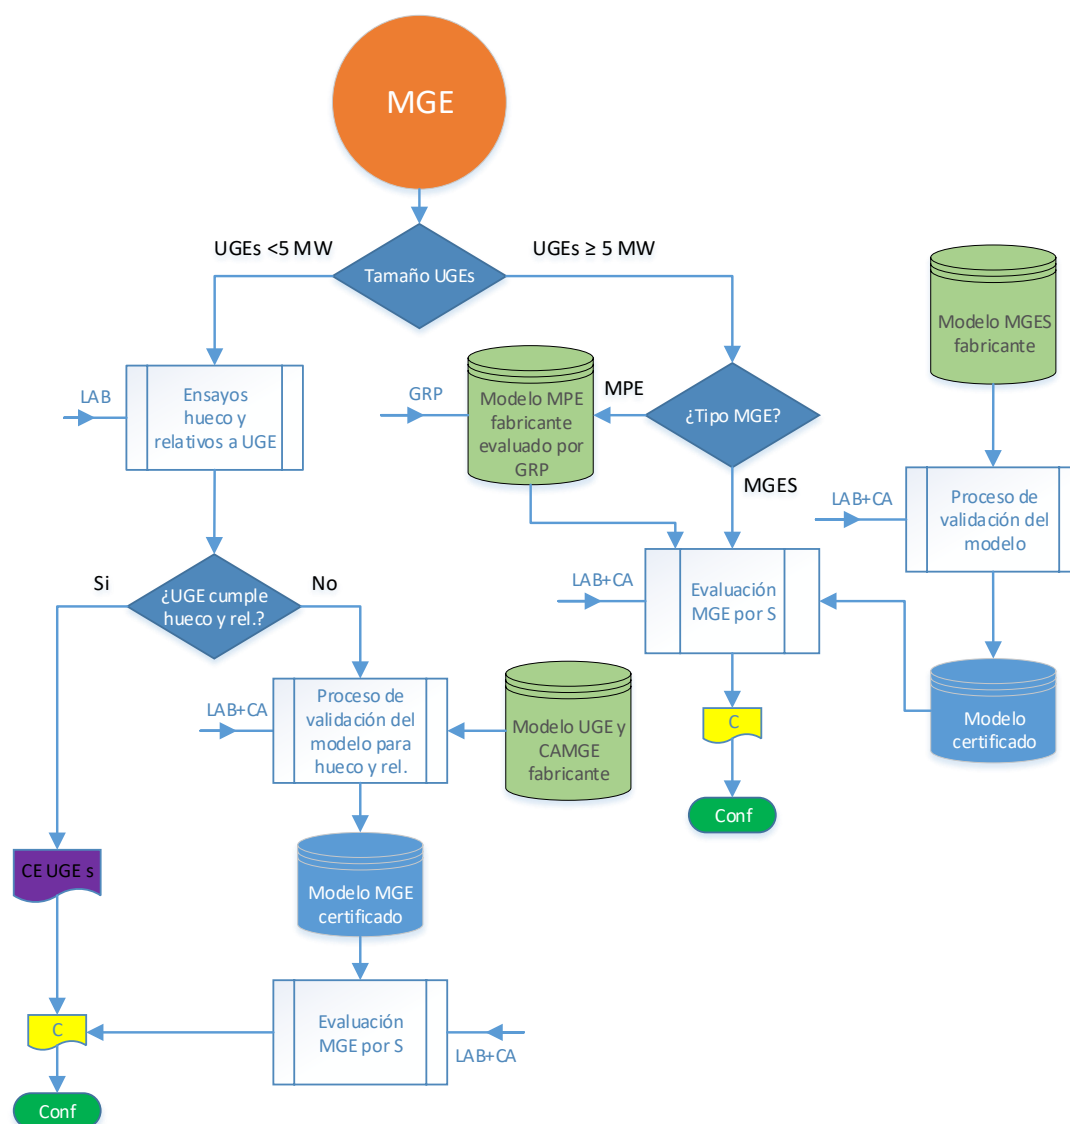 MGE
UGEs <5 MW
UGEs ≥ 5 MW
Tamaño UGEs
Modelo MGES
fabricante
LAB
Ensayos
hueco y
relativos a UGE
GRP
Modelo MPE
fabricante
evaluado por
GRP
MPE
¿Tipo MGE?
MGES
LAB+CA
Proceso de
validación del
modelo
Si
¿UGE cumple
hueco y rel.?
No
LAB+CA
Evaluación
MGE por S
LAB+CA
Proceso de
validación del
modelo para
hueco y rel.
Modelo UGE y
CAMGE
fabricante
C
Modelo
certificado
Conf
CE UGE s
Modelo MGE
certificado
C
Evaluación
MGE por S
LAB+CA
Conf